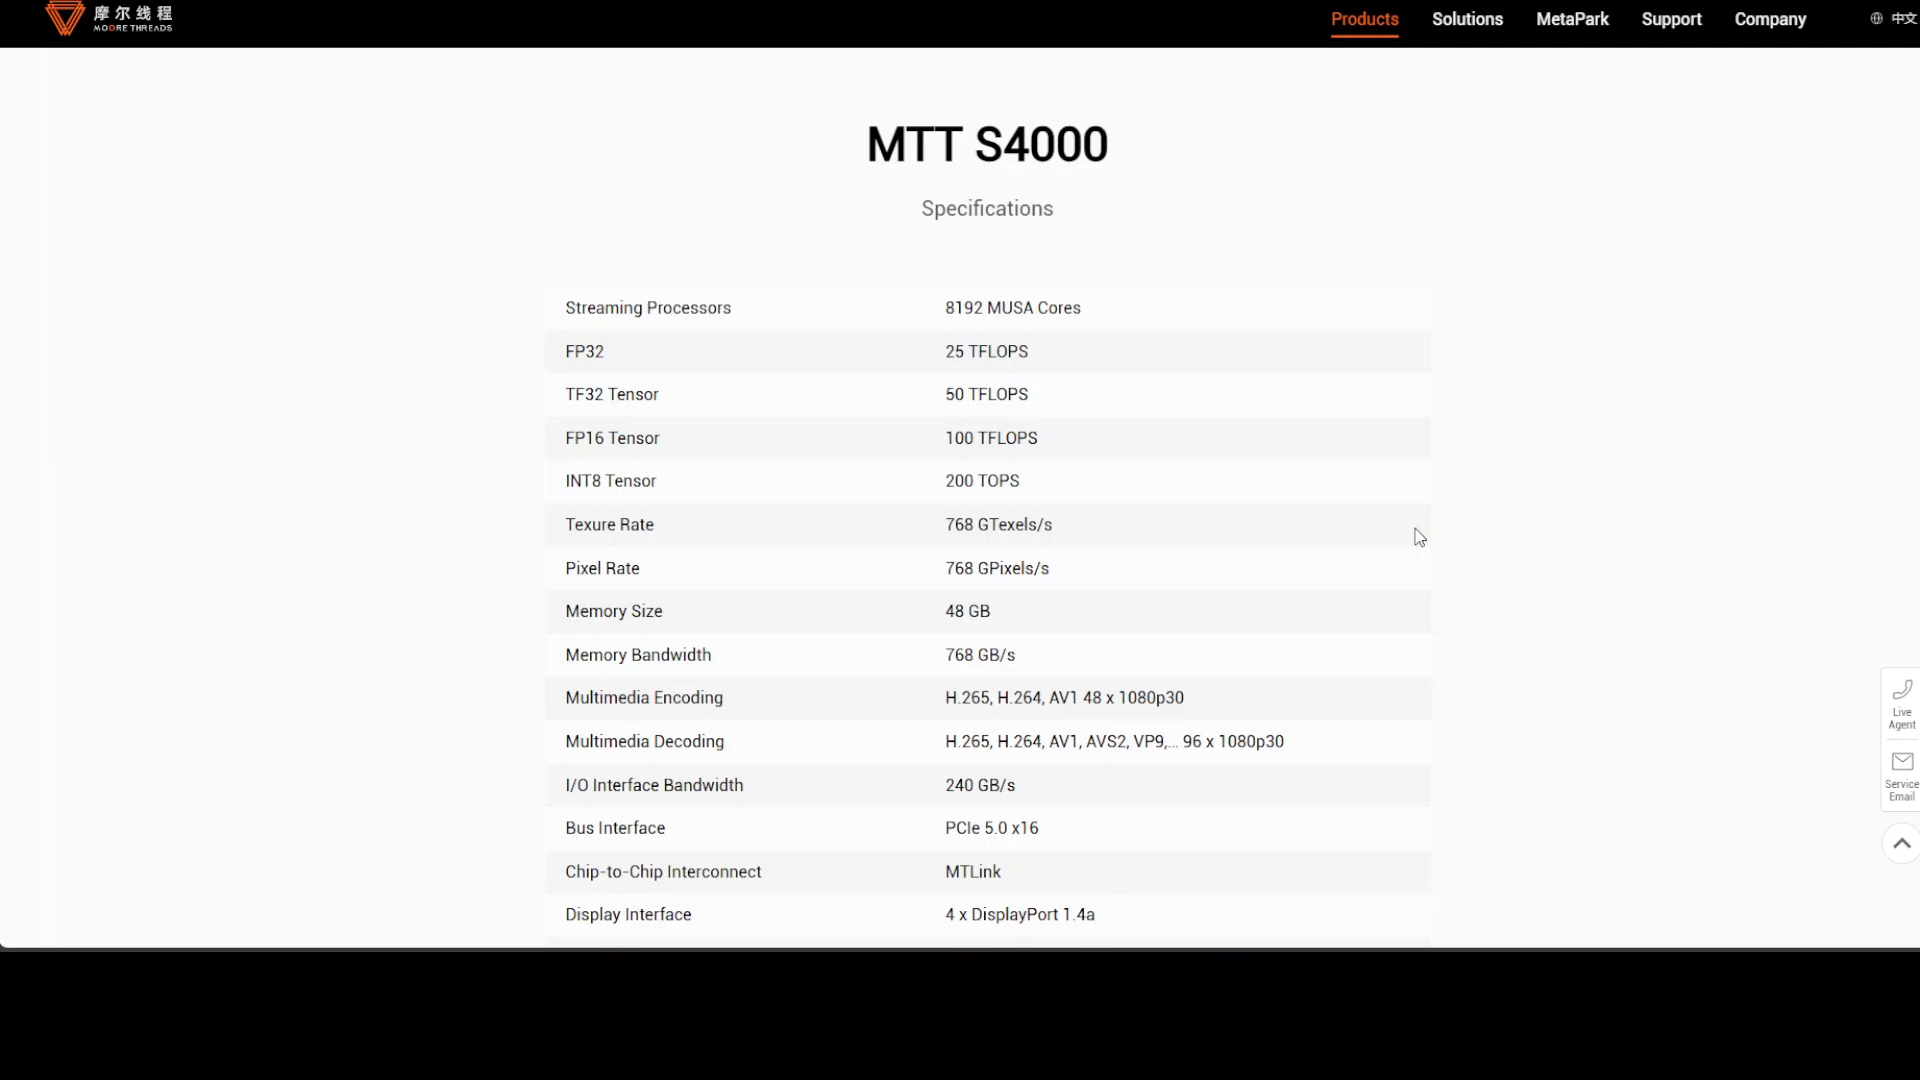 摩尔线程
MOORE THREADS
Products Solutions MetaPark Support Company 中文
MTT S4000
Specifications
Streaming Processors 8192 MUSA Cores
FP32 25 TFLOPS
TF32 Tensor 50 TFLOPS
FP16 Tensor 100 TFLOPS
INT8 Tensor 200 TOPS
Texure Rate 768 GTexels/s
Pixel Rate 768 GPixels/s
Memory Size 48 GB
Memory Bandwidth 768 GB/s
Multimedia Encoding H.265, H.264, AV1 48 x 1080p30
Multimedia Decoding H.265, H.264, AV1, AVS2, VP9,... 96 x 1080p30
I/O Interface Bandwidth 240 GB/s
Bus Interface PCIe 5.0 x16
Chip-to-Chip Interconnect MTLink
Display Interface 4 x DisplayPort 1.4a
Live
Agent
Service
Email